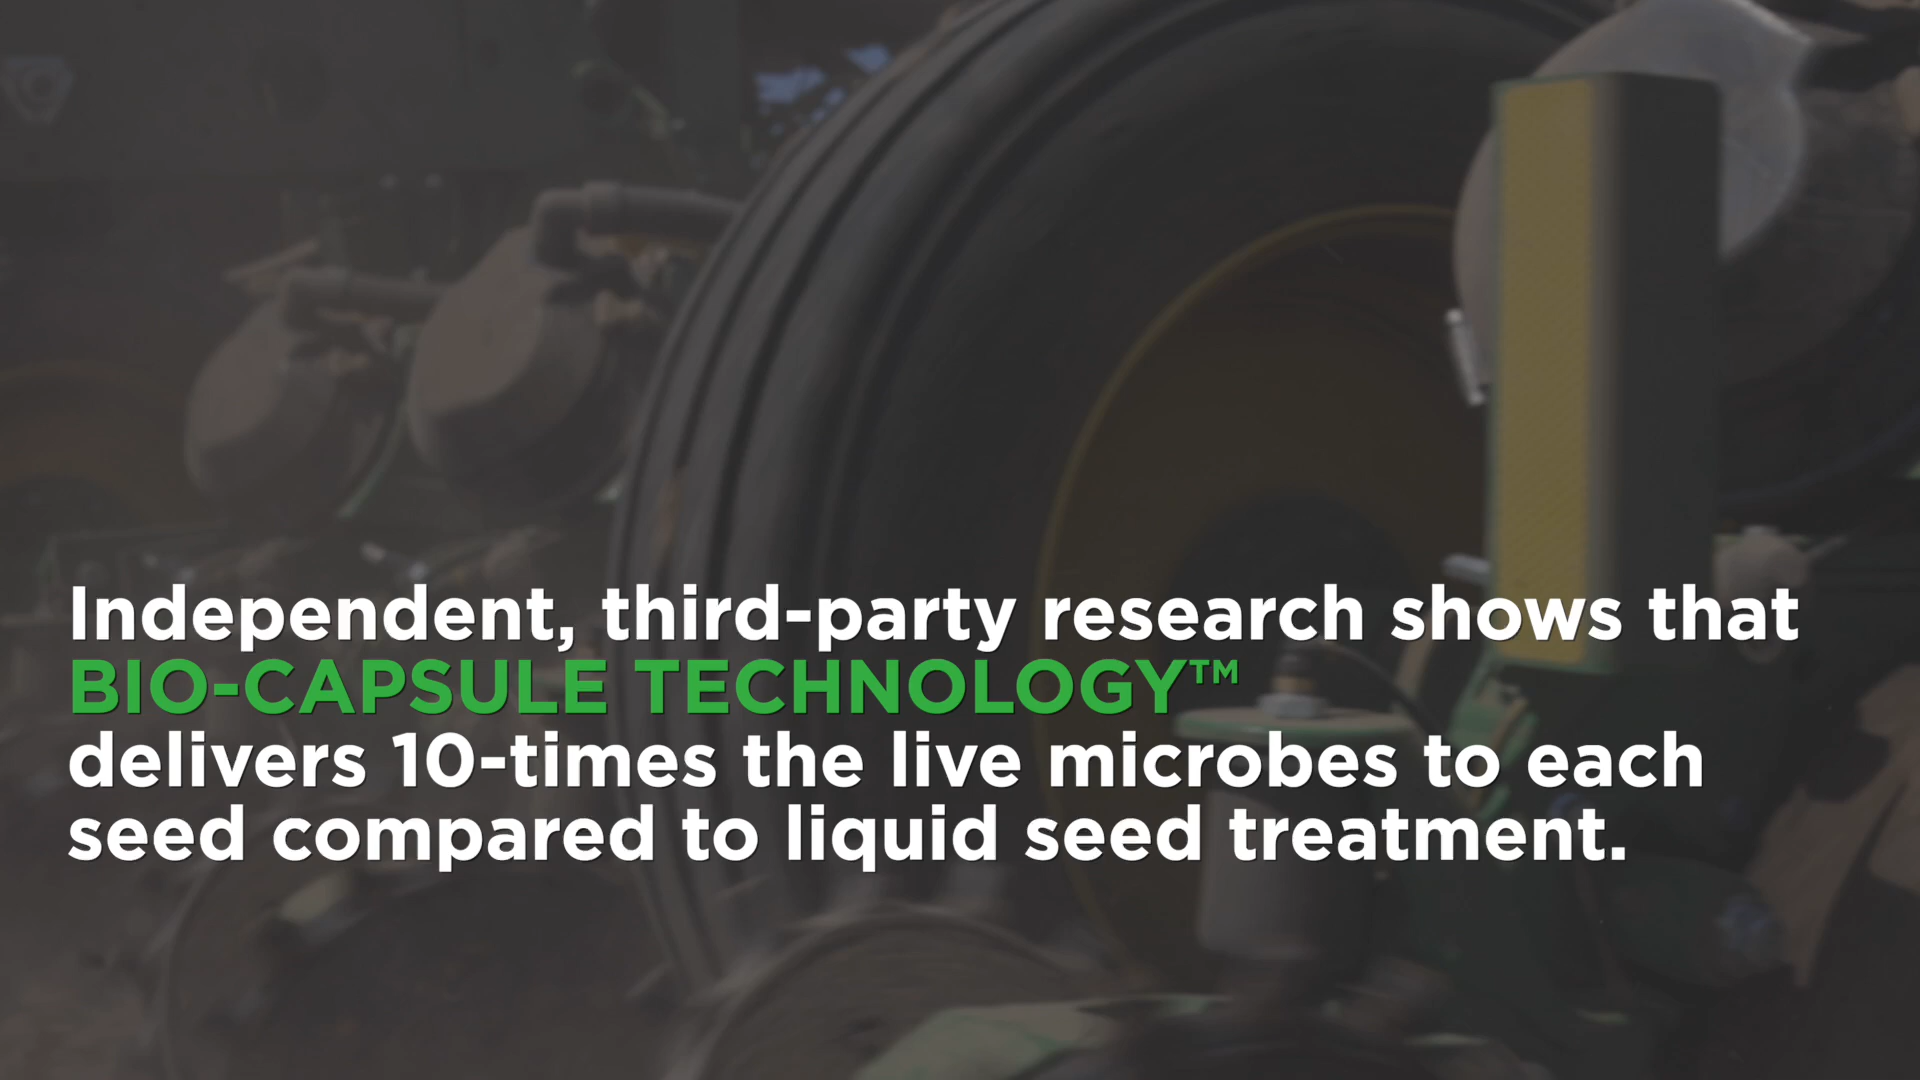 Independent, third-party research shows that
BIO-CAPSULE TECHNOLOGY™
delivers 10-times the live microbes to each
seed compared to liquid seed treatment.